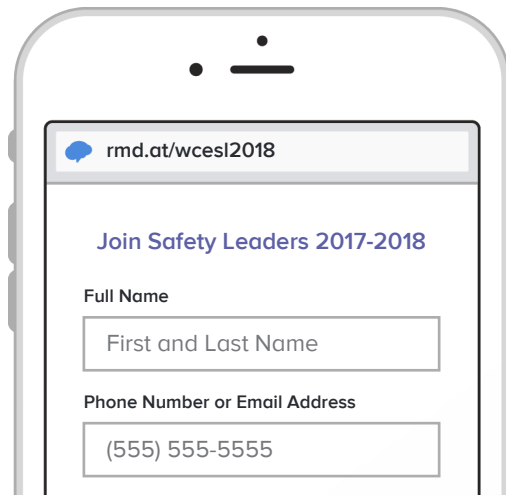 rmd.at/wcesl2018
Join Safety Leaders 2017-2018
Full Name
First and Last Name
Phone Number or Email Address
(555) 555-5555